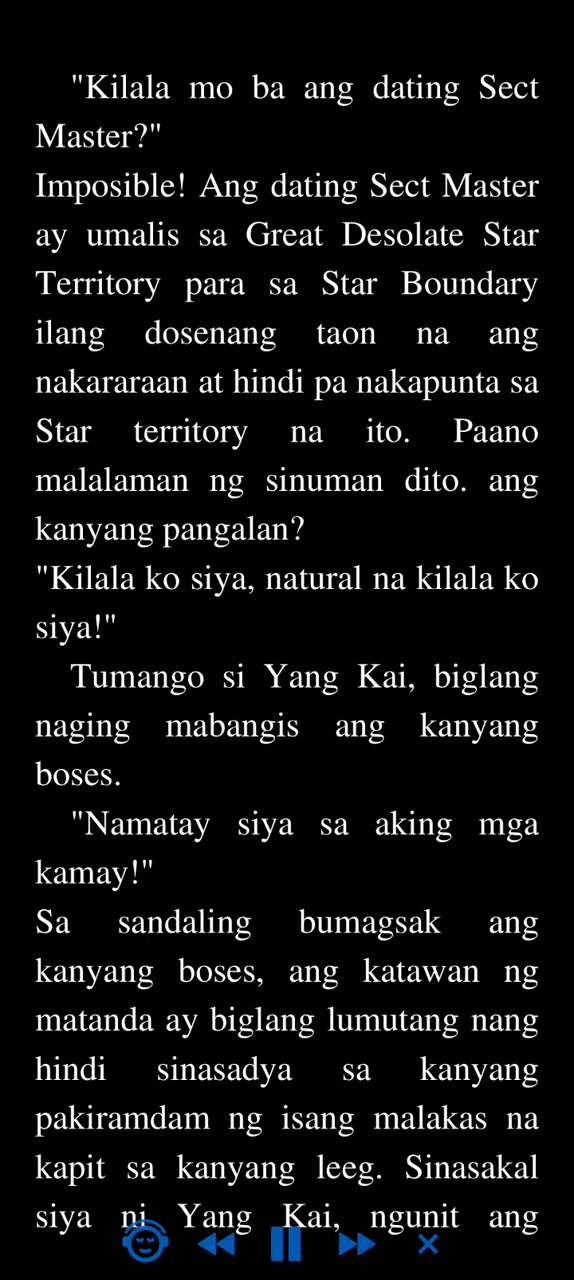 "Kilala mo ba ang dating Sect
Master?"
Imposible! Ang dating Sect Master
ay umalis sa Great Desolate Star
Territory para sa Star Boundary
ilang dosenang taon na ang
nakararaan at hindi pa nakapunta sa
Star territory na ito. Paano
malalaman ng sinuman dito. ang
kanyang pangalan?
"Kilala ko siya, natural na kilala ko
siya!"
Tumango si Yang Kai, biglang
naging mabangis ang kanyang
boses.
"Namatay siya sa aking mga
kamay!"
Sa sandaling bumagsak ang
kanyang boses, ang katawan ng
matanda ay biglang lumutang nang
hindi sinasadya sa kanyang
pakiramdam ng isang malakas na
kapit sa kanyang leeg. Sinasakal
siya ni Yang Kai, ngunit ang